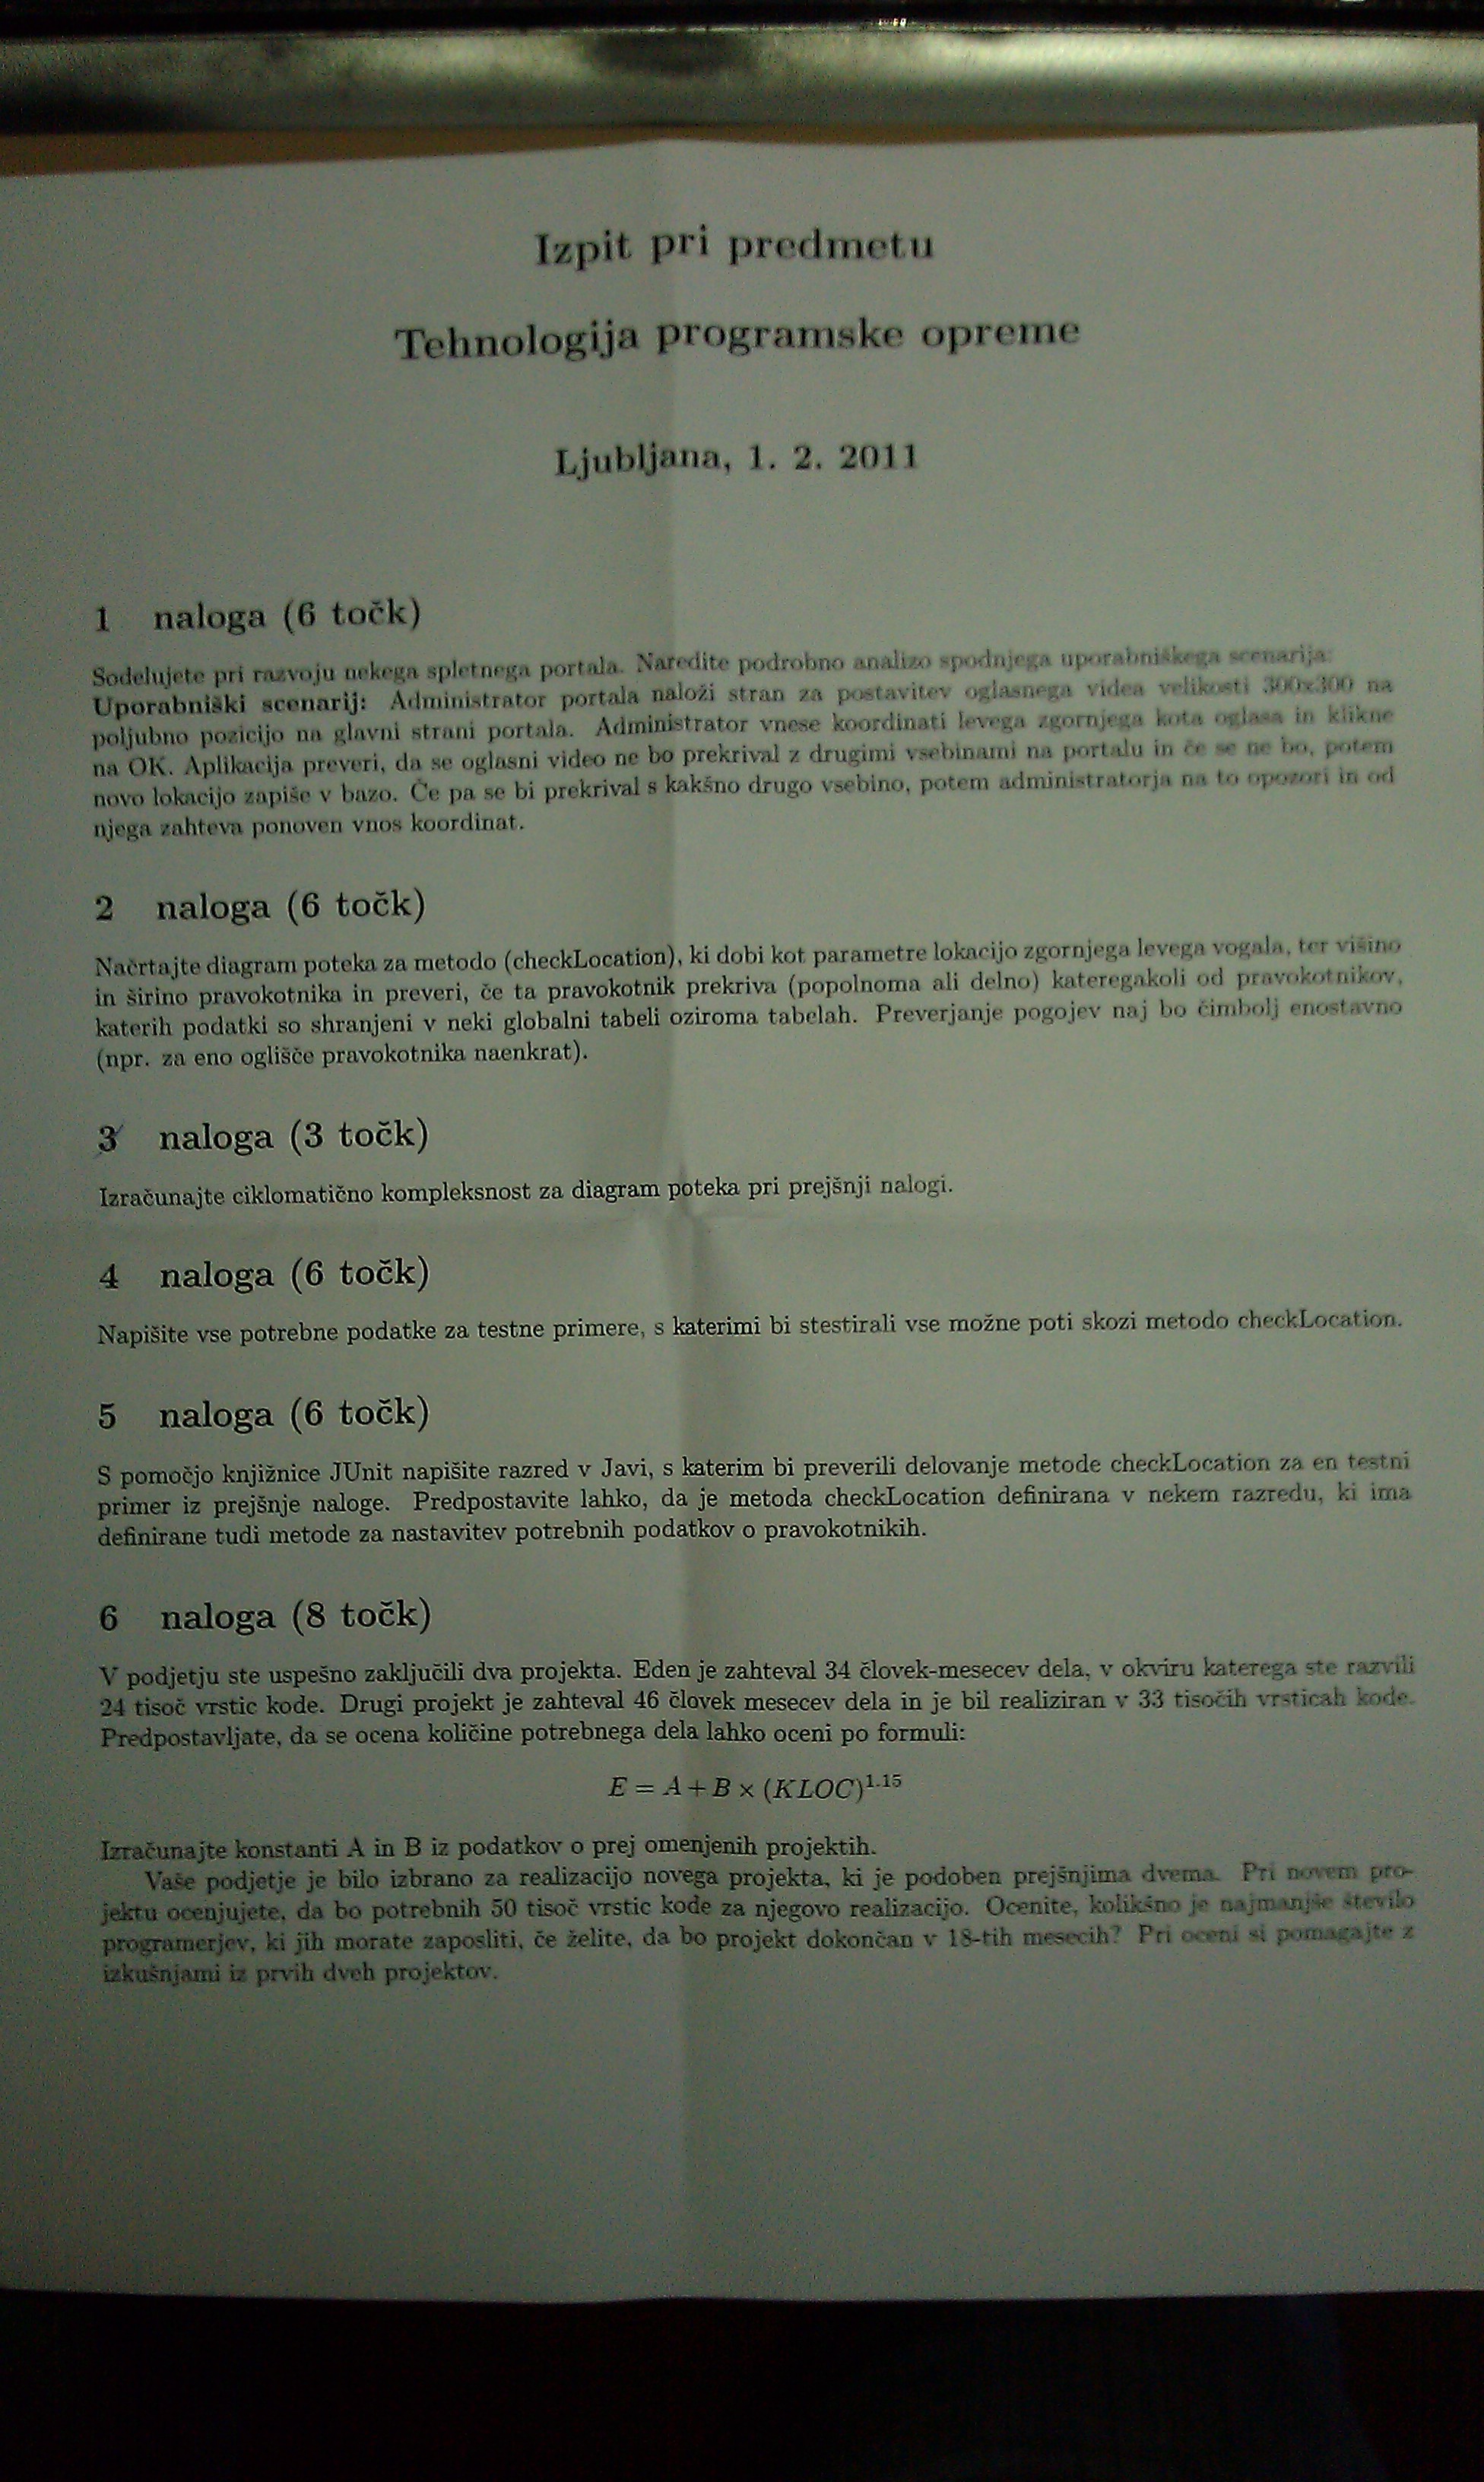 Izpit pri predmetu
Tehnologija programske opreme
Ljubljana, 1. 2. 2011
1 naloga (6 točk)
Sodelujete pri razvoju nekega spletnega portala. Naredite podrobno analizo spodnjega uporabniškega scenarija:
Uporabniški scenarij: Administrator portala naloži stran za postavitev oglasnega videa velikosti 300x300 na
poljubno pozicijo na glavni strani portala. Administrator vnese koordinati levega zgornjega kota oglasa in klikne
na OK. Aplikacija preveri, da se oglasni video ne bo prekrival z drugimi vsebinami na portalu in če se ne bo, potem
novo lokacijo zapiše v bazo. Če pa se bi prekrival s kakšno drugo vsebino, potem administratorja na to opozori in od
njega zahteva ponoven vnos koordinat.
2 naloga (6 točk)
Načrtajte diagram poteka za metodo (checkLocation), ki dobi kot parametre lokacijo zgornjega levega vogala, ter višino
in širino pravokotnika in preveri, če ta pravokotnik prekriva (popolnoma ali delno) kateregakoli od pravokotnikov,
katerih podatki so shranjeni v neki globalni tabeli oziroma tabelah. Preverjanje pogojev naj bo čimbolj enostavno
(npr. za eno oglišče pravokotnika naenkrat).
3 naloga (3 točk)
Izračunajte ciklomatično kompleksnost za diagram poteka pri prejšnji nalogi.
4 naloga (6 točk)
Napišite vse potrebne podatke za testne primere, s katerimi bi stestirali vse možne poti skozi metodo checkLocation.
5 naloga (6 točk)
S pomočjo knjižnice JUnit napišite razred v Javi, s katerim bi preverili delovanje metode checkLocation za en testni
primer iz prejšnje naloge. Predpostavite lahko, da je metoda checkLocation definirana v nekem razredu, ki ima
definirane tudi metode za nastavitev potrebnih podatkov o pravokotnikih.
6 naloga (8 točk)
V podjetju ste uspešno zaključili dva projekta. Eden je zahteval 34 človek-mesecev dela, v okviru katerega ste razvili
24 tisoč vrstic kode. Drugi projekt je zahteval 46 človek mesecev dela in je bil realiziran v 33 tisočih vrsticah kode.
Predpostavljate, da se ocena količine potrebnega dela lahko oceni po formuli:
E = A + B × (KLOC)^1.15
Izračunajte konstanti A in B iz podatkov o prej omenjenih projektih.
Vaše podjetje je bilo izbrano za realizacijo novega projekta, ki je podoben prejšnjima dvema. Pri novem pro-
jektu ocenjujete, da bo potrebnih 50 tisoč vrstic kode za njegovo realizacijo. Ocenite, kolikšno je najmanjše število
programerjev, ki jih morate zaposliti, če želite, da bo projekt dokončan v 18-tih mesecih? Pri oceni si pomagajte z
izkušnjami iz prvih dveh projektov.